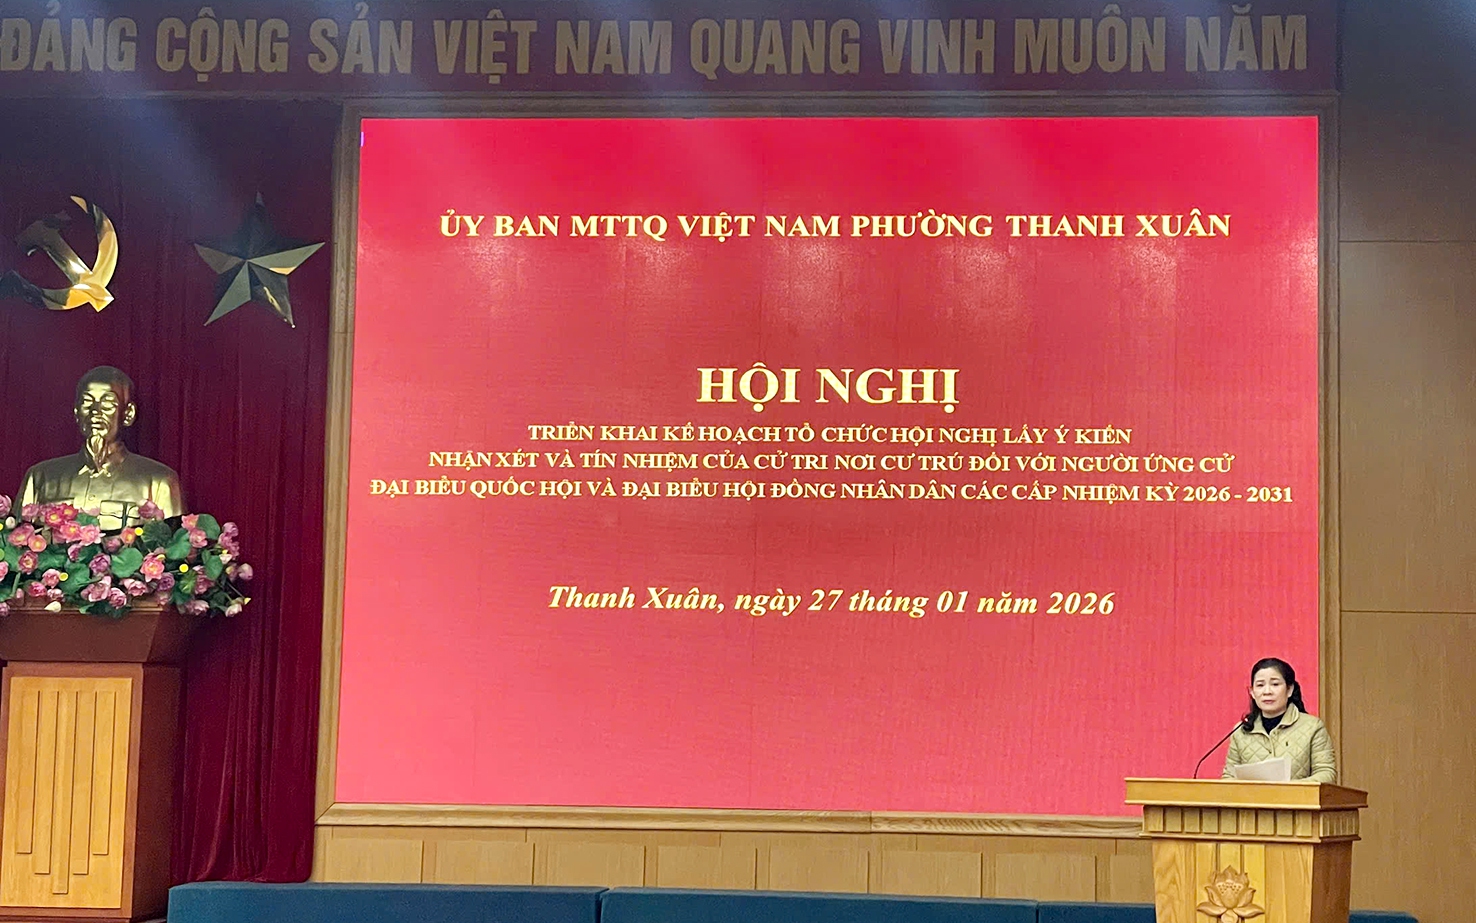 ĐẢNG CỘNG SẢN VIỆT NAM QUANG VINH MUÔN NĂM
ỦY BAN MTTQ VIỆT NAM PHƯỜNG THANH XUÂN
HỘI NGHỊ
TRIỂN KHAI KẾ HOẠCH TỔ CHỨC HỘI NGHỊ LẤY Ý KIẾN
NHẬN XÉT VÀ TÍN NHIỆM CỦA CỬ TRI NƠI CƯ TRÚ ĐỐI VỚI NGƯỜI ỨNG CỬ
ĐẠI BIỂU QUỐC HỘI VÀ ĐẠI BIỂU HỘI ĐỒNG NHÂN DÂN CÁC CẤP NHIỆM KỲ 2026 - 2031
Thanh Xuân, ngày 27 tháng 01 năm 2026